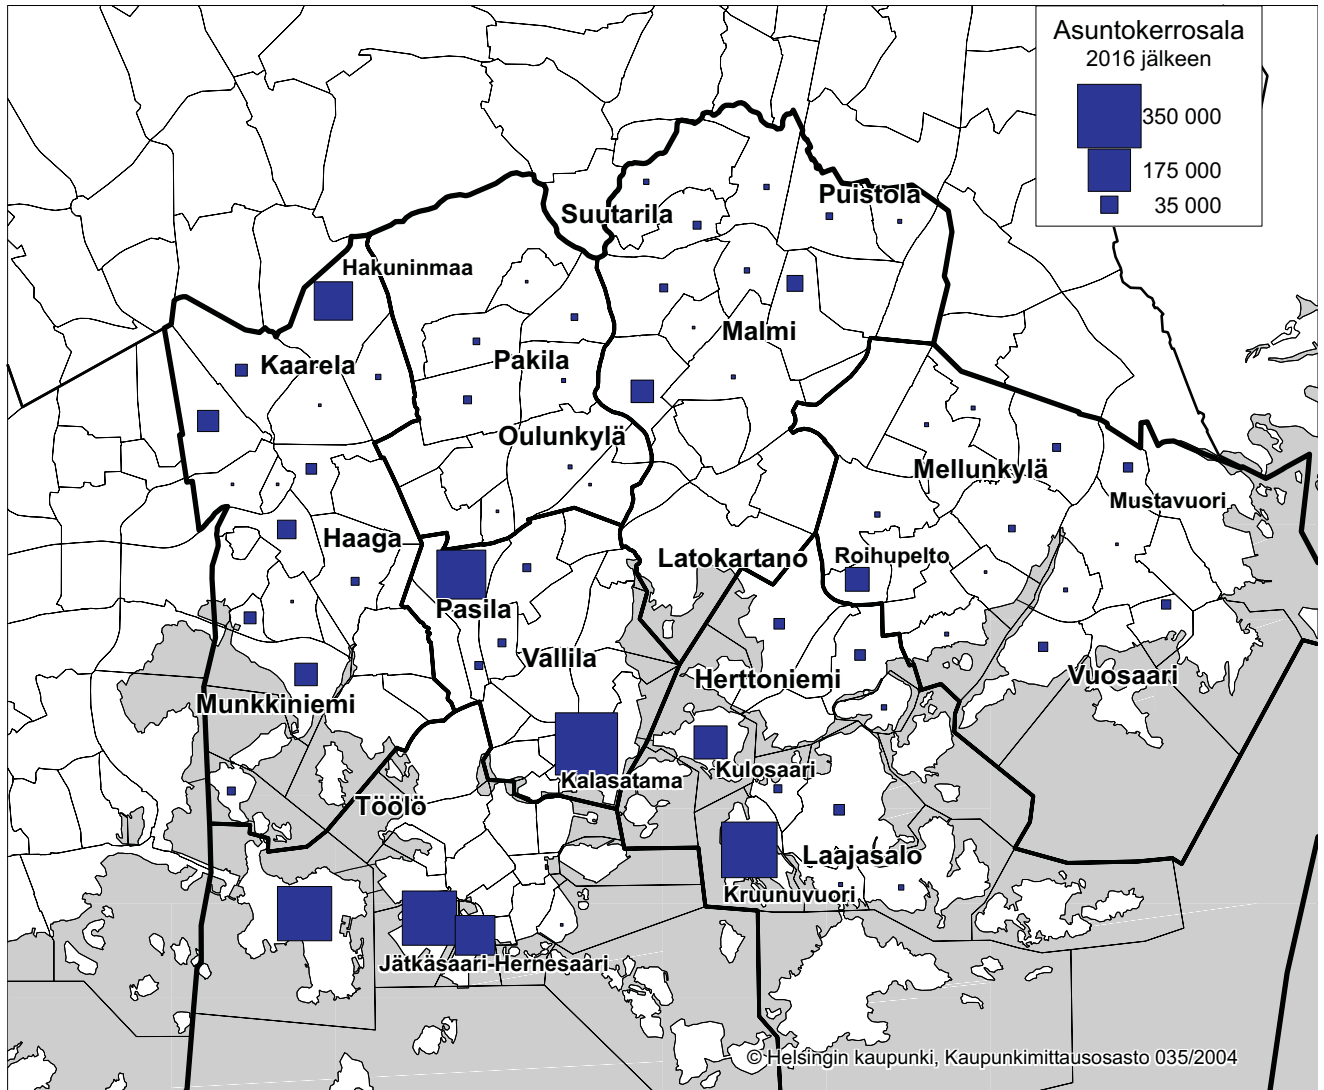 Asuntokerrosala
2016 jälkeen
350 000
175 000
35 000
Puistola
Suutarila
Hakuninmaa
Malmi
Pakila
Kaarela
Oulunkylä
Mellunkylä
Mustavuori
Haaga
Latokartano
Roihupelto
Pasila
Vallila
Herttoniemi
Vuosaari
Munkkiniemi
Kulosaari
Kalasatama
Töölö
Laajasalo
Kruunuvuori
Jätkäsaari-Hernesaari
© Helsingin kaupunki, Kaupunkimittausosasto 035/2004